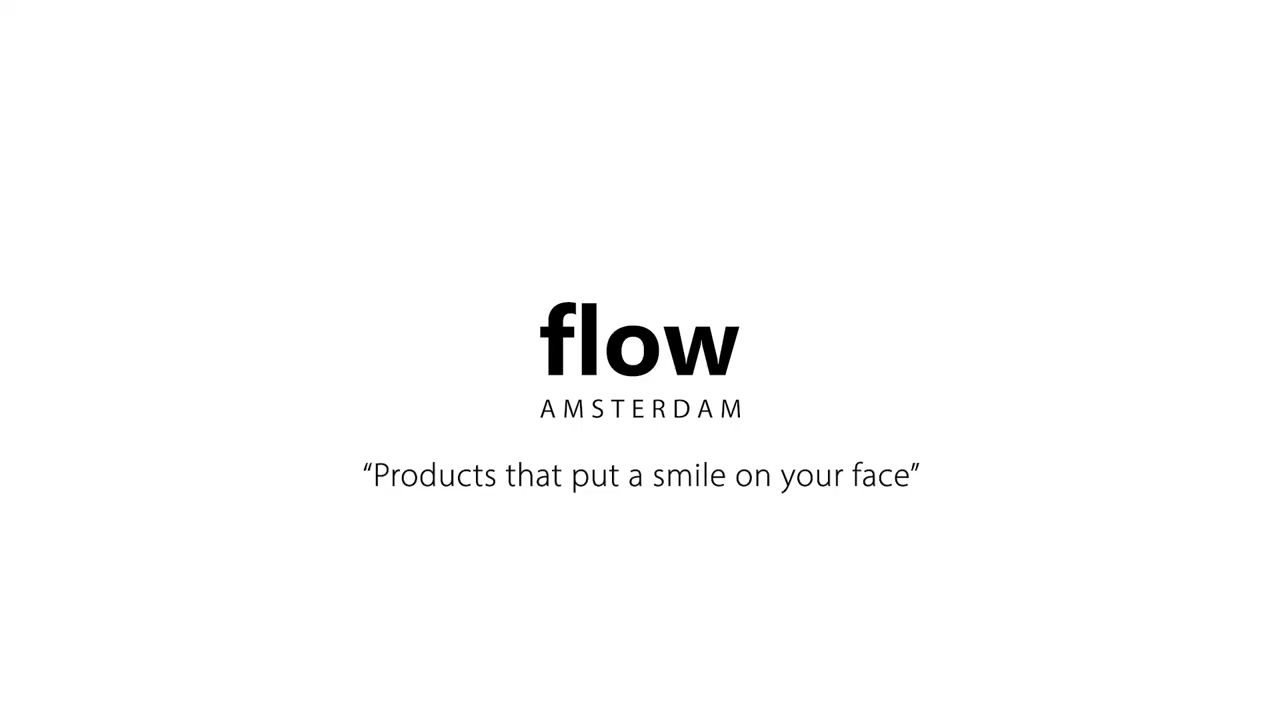 flow
AMSTERDAM
“Products that put a smile on your face”